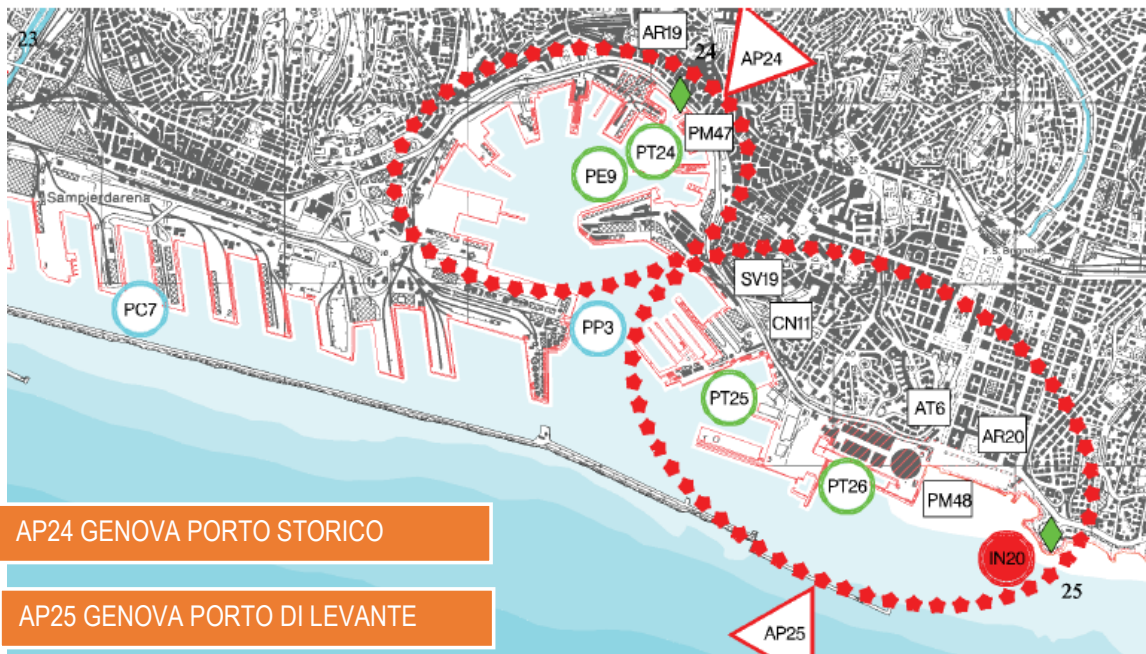 23
AR19
24
AP24
PM47
PT24
PE9
Sampierdarena
F.S. Brignole
SV19
PC7
PP3
CN11
PT25
AT6
AR20
PT26
PM48
IN20
25
AP24 GENOVA PORTO STORICO
AP25 GENOVA PORTO DI LEVANTE
AP25